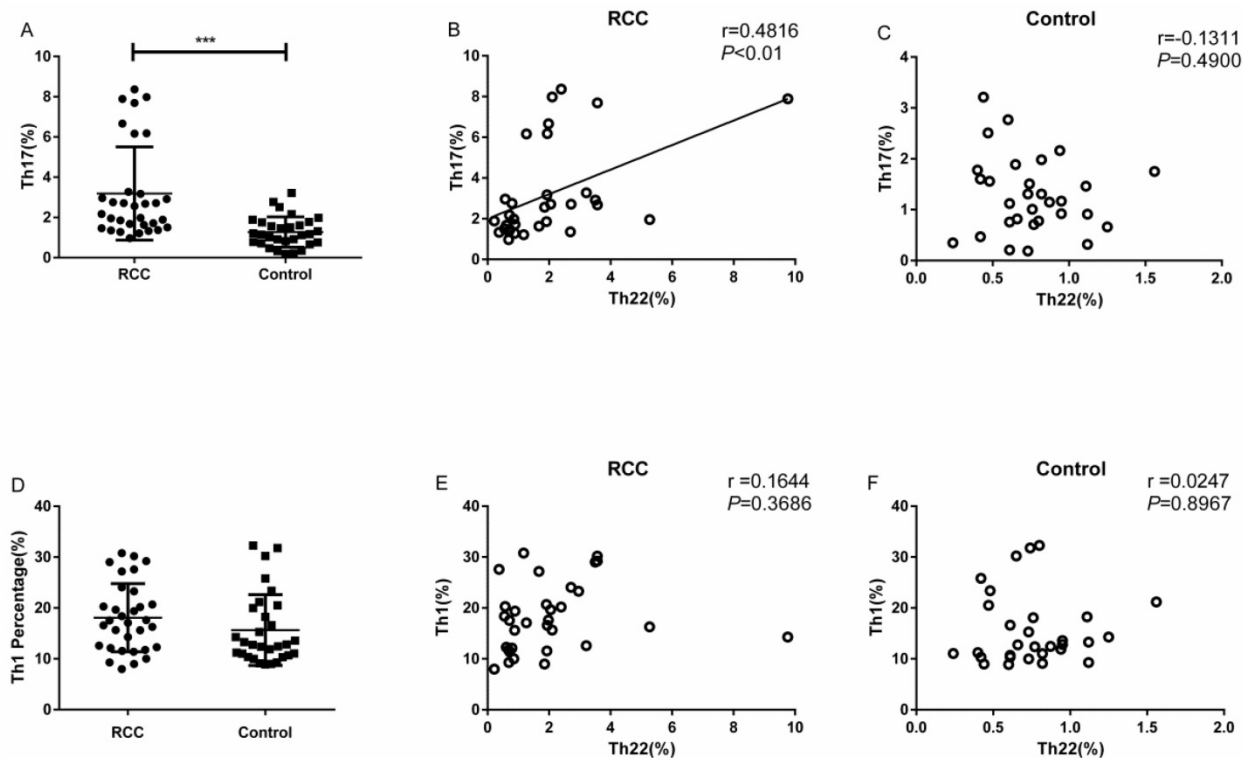 A
***
Th17(%)
10
8
6
4
2
0
RCC
Control
B
RCC
r=0.4816
P<0.01
Th17(%)
10
8
6
4
2
0
0
2
4
6
8
10
Th22(%)
C
Control
r=-0.1311
P=0.4900
Th17(%)
4
3
2
1
0
0.0
0.5
1.0
1.5
2.0
Th22(%)
D
Th1 Percentage(%)
40
30
20
10
0
RCC
Control
E
RCC
r =0.1644
P=0.3686
Th1(%)
40
30
20
10
0
0
2
4
6
8
10
Th22(%)
F
Control
r =0.0247
P=0.8967
Th1(%)
40
30
20
10
0
0.0
0.5
1.0
1.5
2.0
Th22(%)